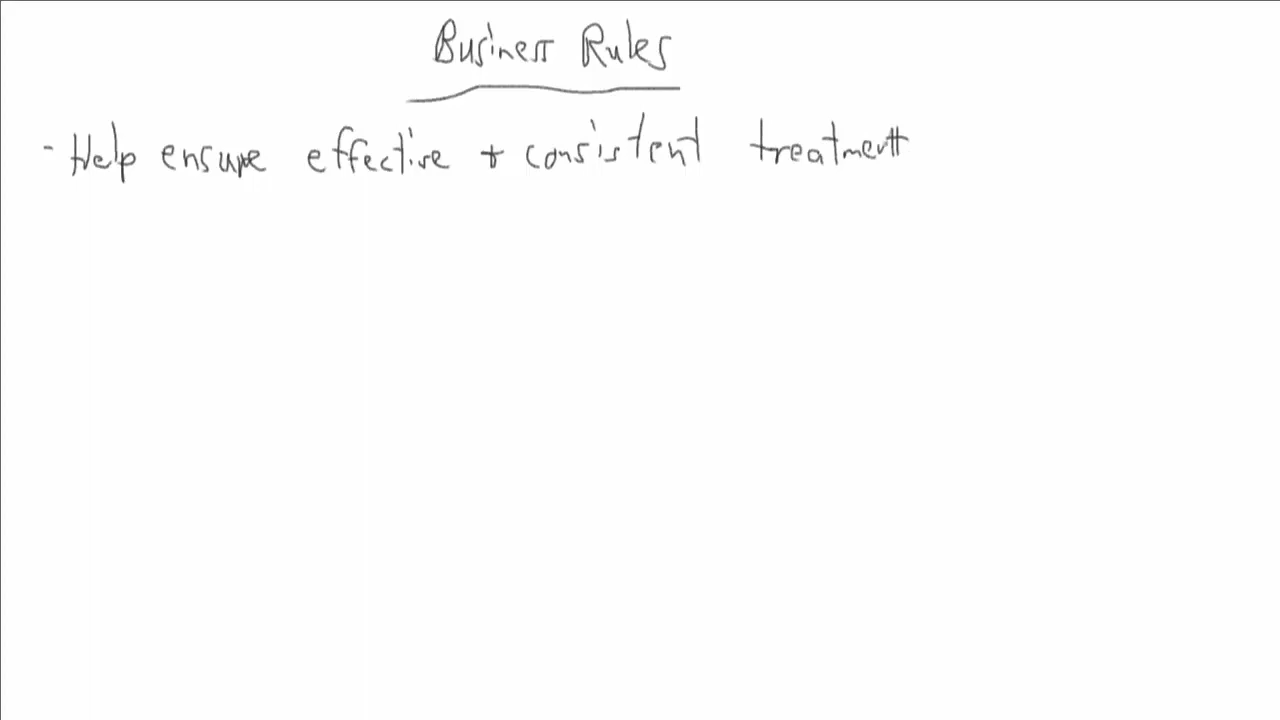 Business Rules
- Help ensure effective + consistent treatment